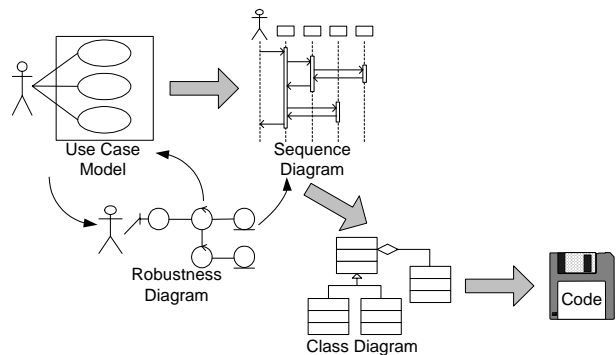 Use Case
Model
Sequence
Diagram
Robustness
Diagram
Class Diagram
Code